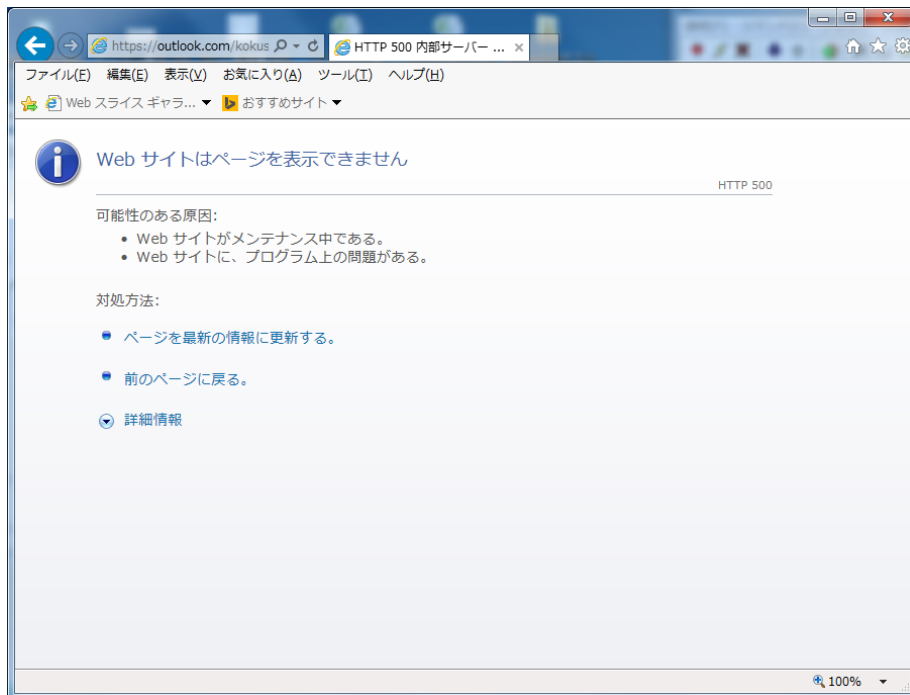 https://outlook.com/kokus
HTTP 500 内部サーバー ...
ファイル(F) 編集(E) 表示(V) お気に入り(A) ツール(T) ヘルプ(H)
Web スライス ギャラ... おすすめサイト
Web サイトはページを表示できません
HTTP 500
可能性のある原因:
• Web サイトがメンテナンス中である。
• Web サイトに、プログラム上の問題がある。
対処方法:
ページを最新の情報に更新する。
前のページに戻る。
詳細情報
100%